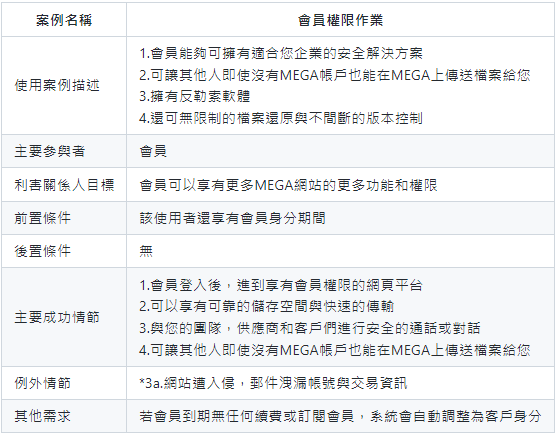 案例名稱 會員權限作業
使用案例描述
1.會員能夠可擁有適合您企業的安全解決方案
2.可讓其他人即使沒有MEGA帳戶也能在MEGA上傳送檔案給您
3.擁有反勒索軟體
4.還可無限制的檔案還原與不間斷的版本控制
主要參與者 會員
利害關係人目標 會員可以享有更多MEGA網站的更多功能和權限
前置條件 該使用者還享有會員身分期間
後置條件 無
主要成功情節
1.會員登入後，進到享有會員權限的網頁平台
2.可以享有可靠的儲存空間與快速的傳輸
3.與您的團隊，供應商和客戶們進行安全的通話或對話
4.可讓其他人即使沒有MEGA帳戶也能在MEGA上傳送檔案給您
例外情節 *3a.網站遭入侵，郵件洩漏帳號與交易資訊
其他需求 若會員到期無任何續費或訂閱會員，系統會自動調整為客戶身分